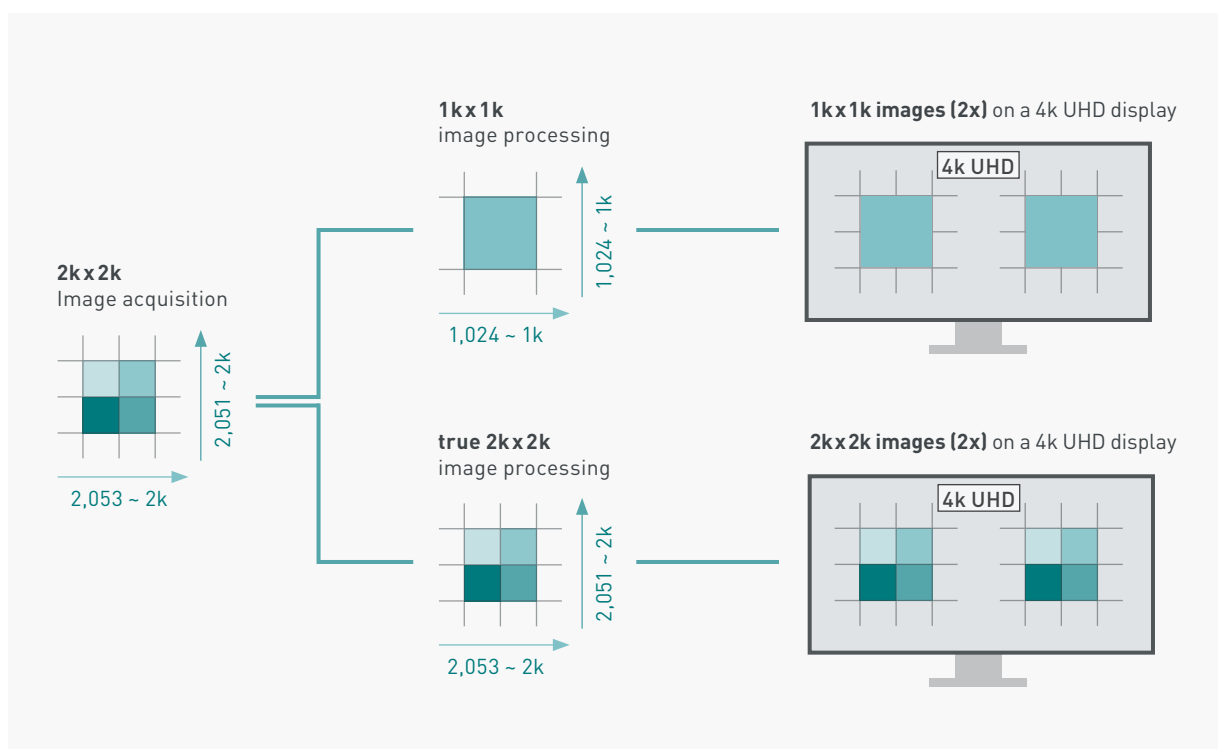 2k x 2k
Image acquisition
2,051 ~ 2k
2,053 ~ 2k
1k x 1k
image processing
1,024 ~ 1k
1,024 ~ 1k
1k x 1k images (2x) on a 4k UHD display
4k UHD
true 2k x 2k
image processing
2,051 ~ 2k
2,053 ~ 2k
2k x 2k images (2x) on a 4k UHD display
4k UHD